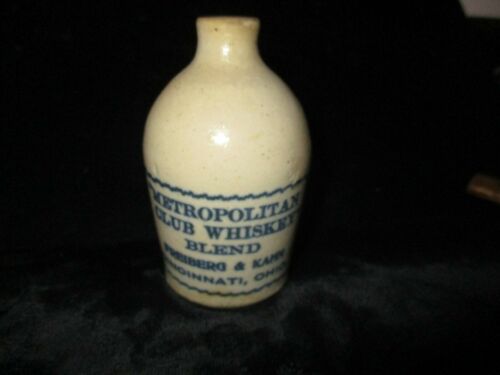 METROPOLITAN
CLUB WHISKEY
BLEND
FREIBERG & KAHN
CINCINNATI, OHIO